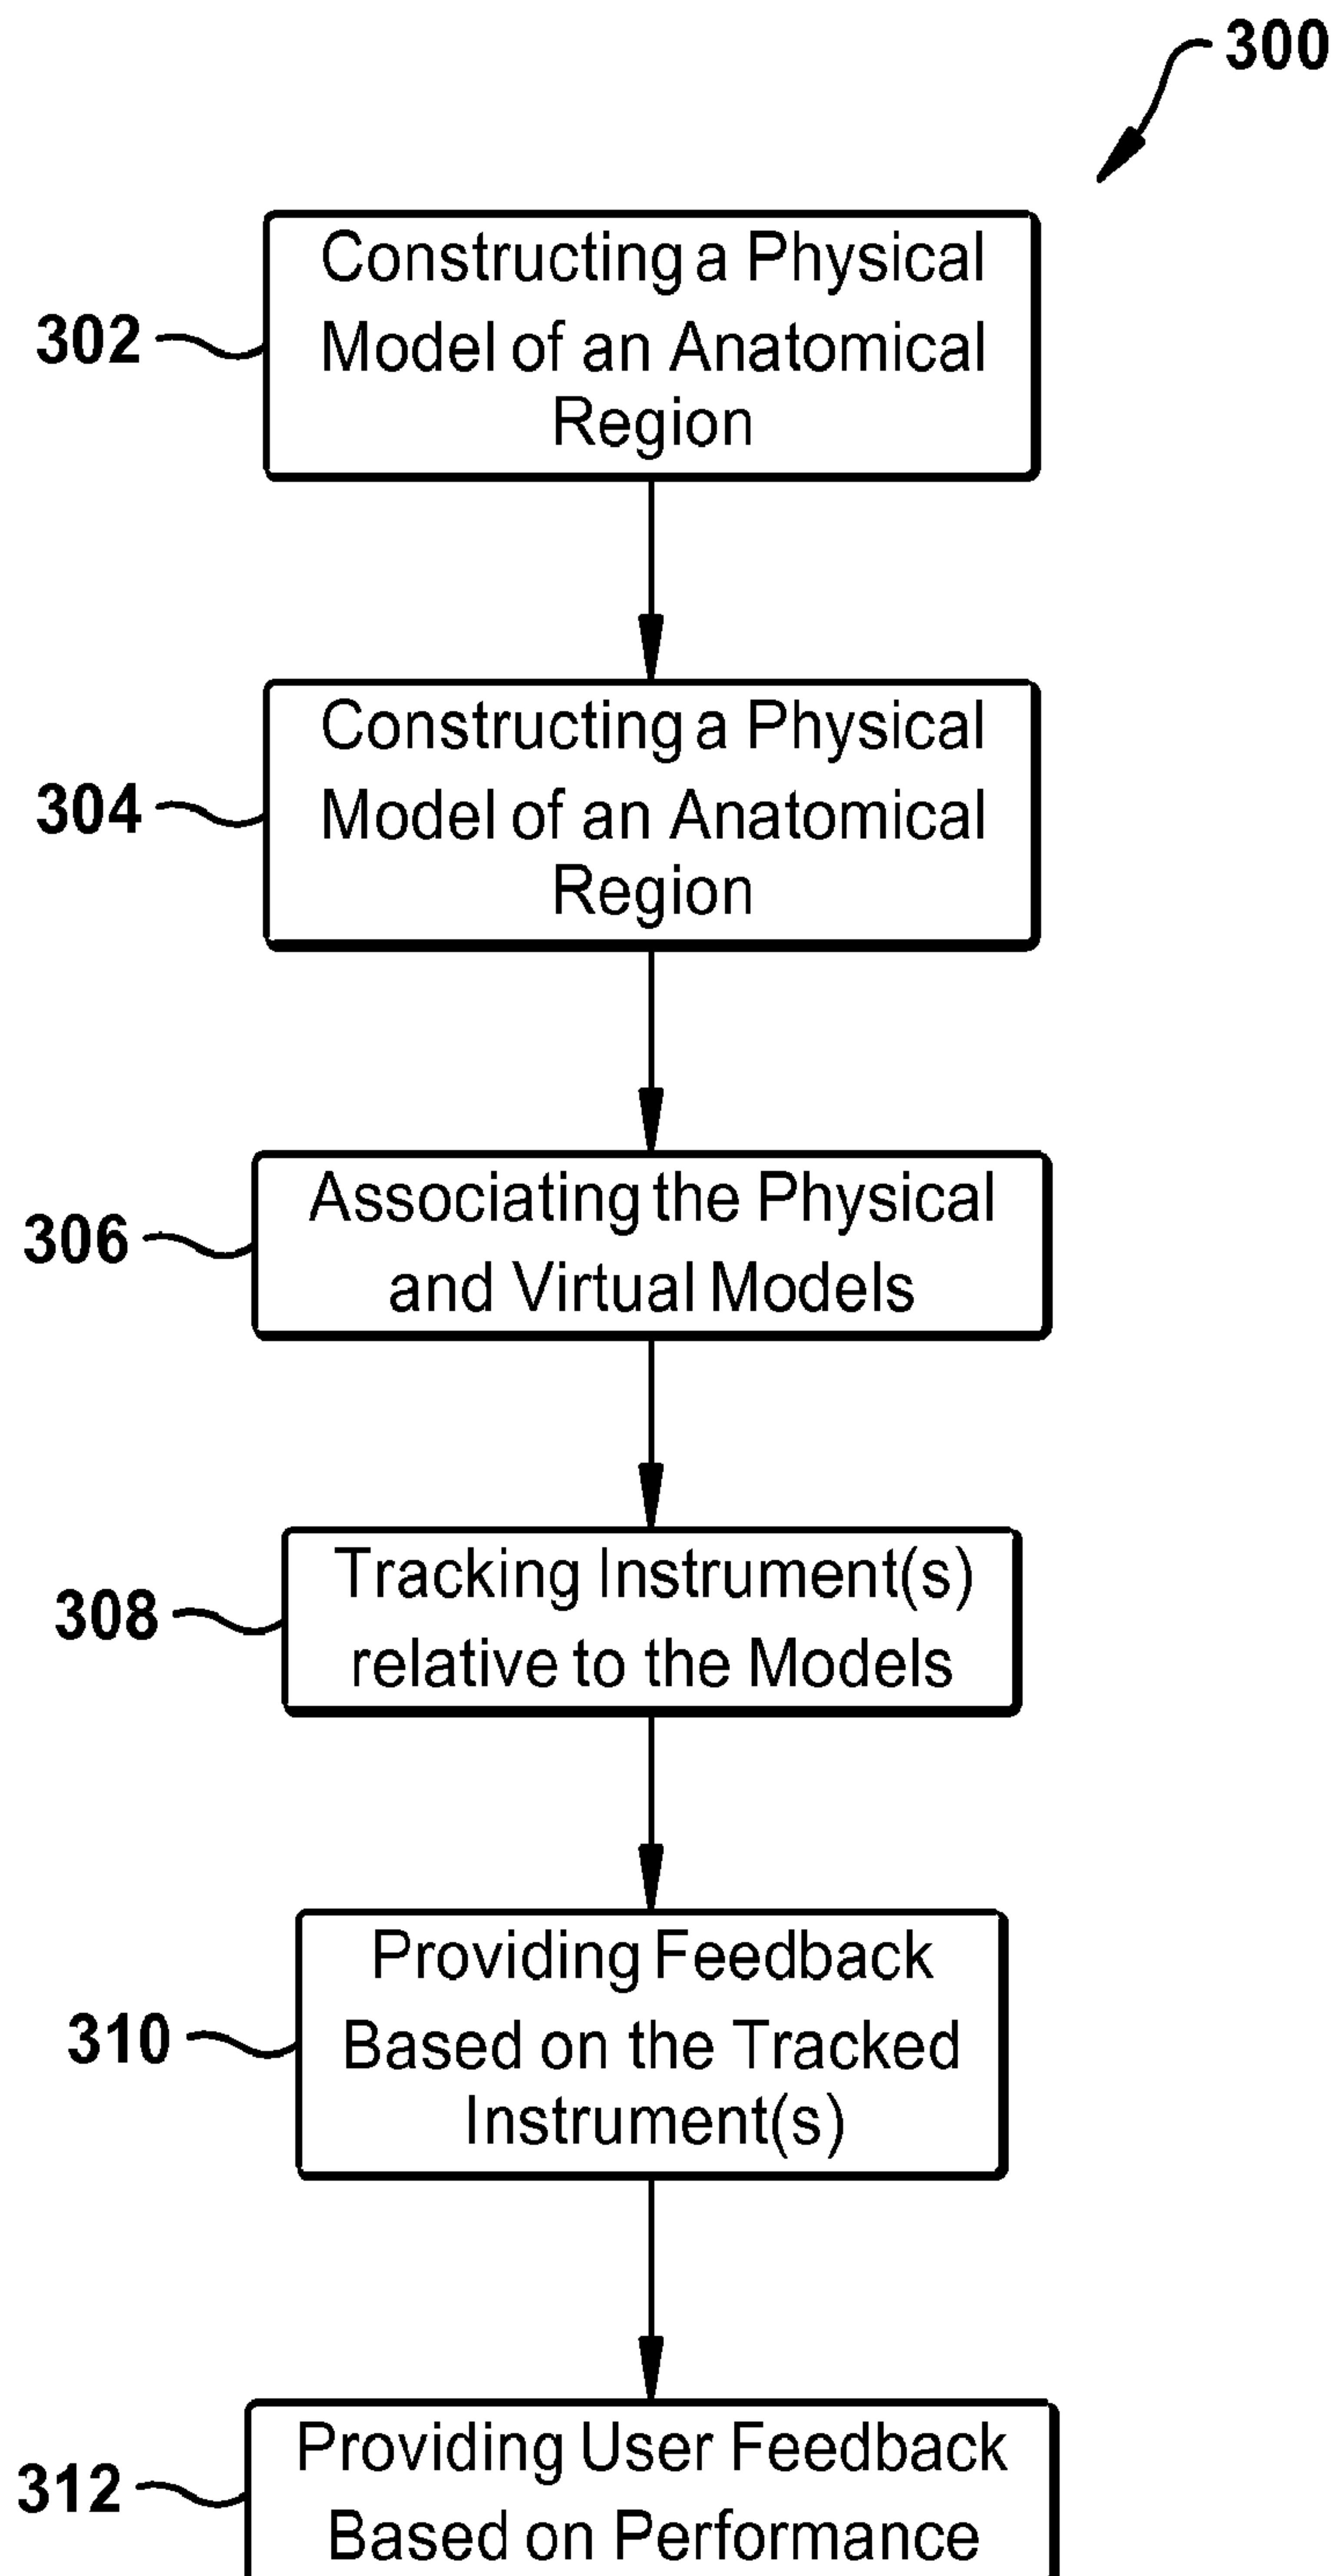 300
302
Constructing a Physical
Model of an Anatomical
Region
304
Constructing a Physical
Model of an Anatomical
Region
306
Associating the Physical
and Virtual Models
308
Tracking Instrument(s)
relative to the Models
310
Providing Feedback
Based on the Tracked
Instrument(s)
312
Providing User Feedback
Based on Performance